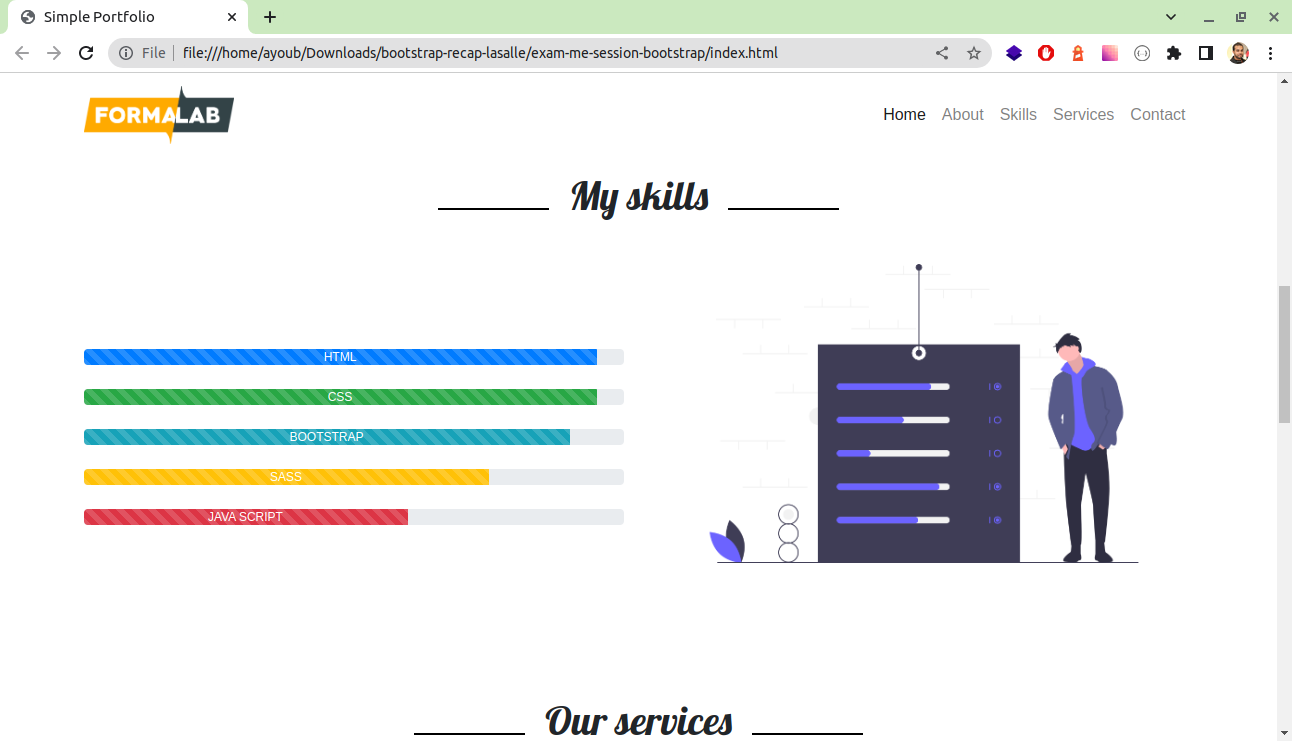 Simple Portfolio
File
file:///home/ayoub/Downloads/bootstrap-recap-lasalle/exam-me-session-bootstrap/index.html
FORMALAB
Home About Skills Services Contact
My skills
HTML
CSS
BOOTSTRAP
SASS
JAVA SCRIPT
Our services